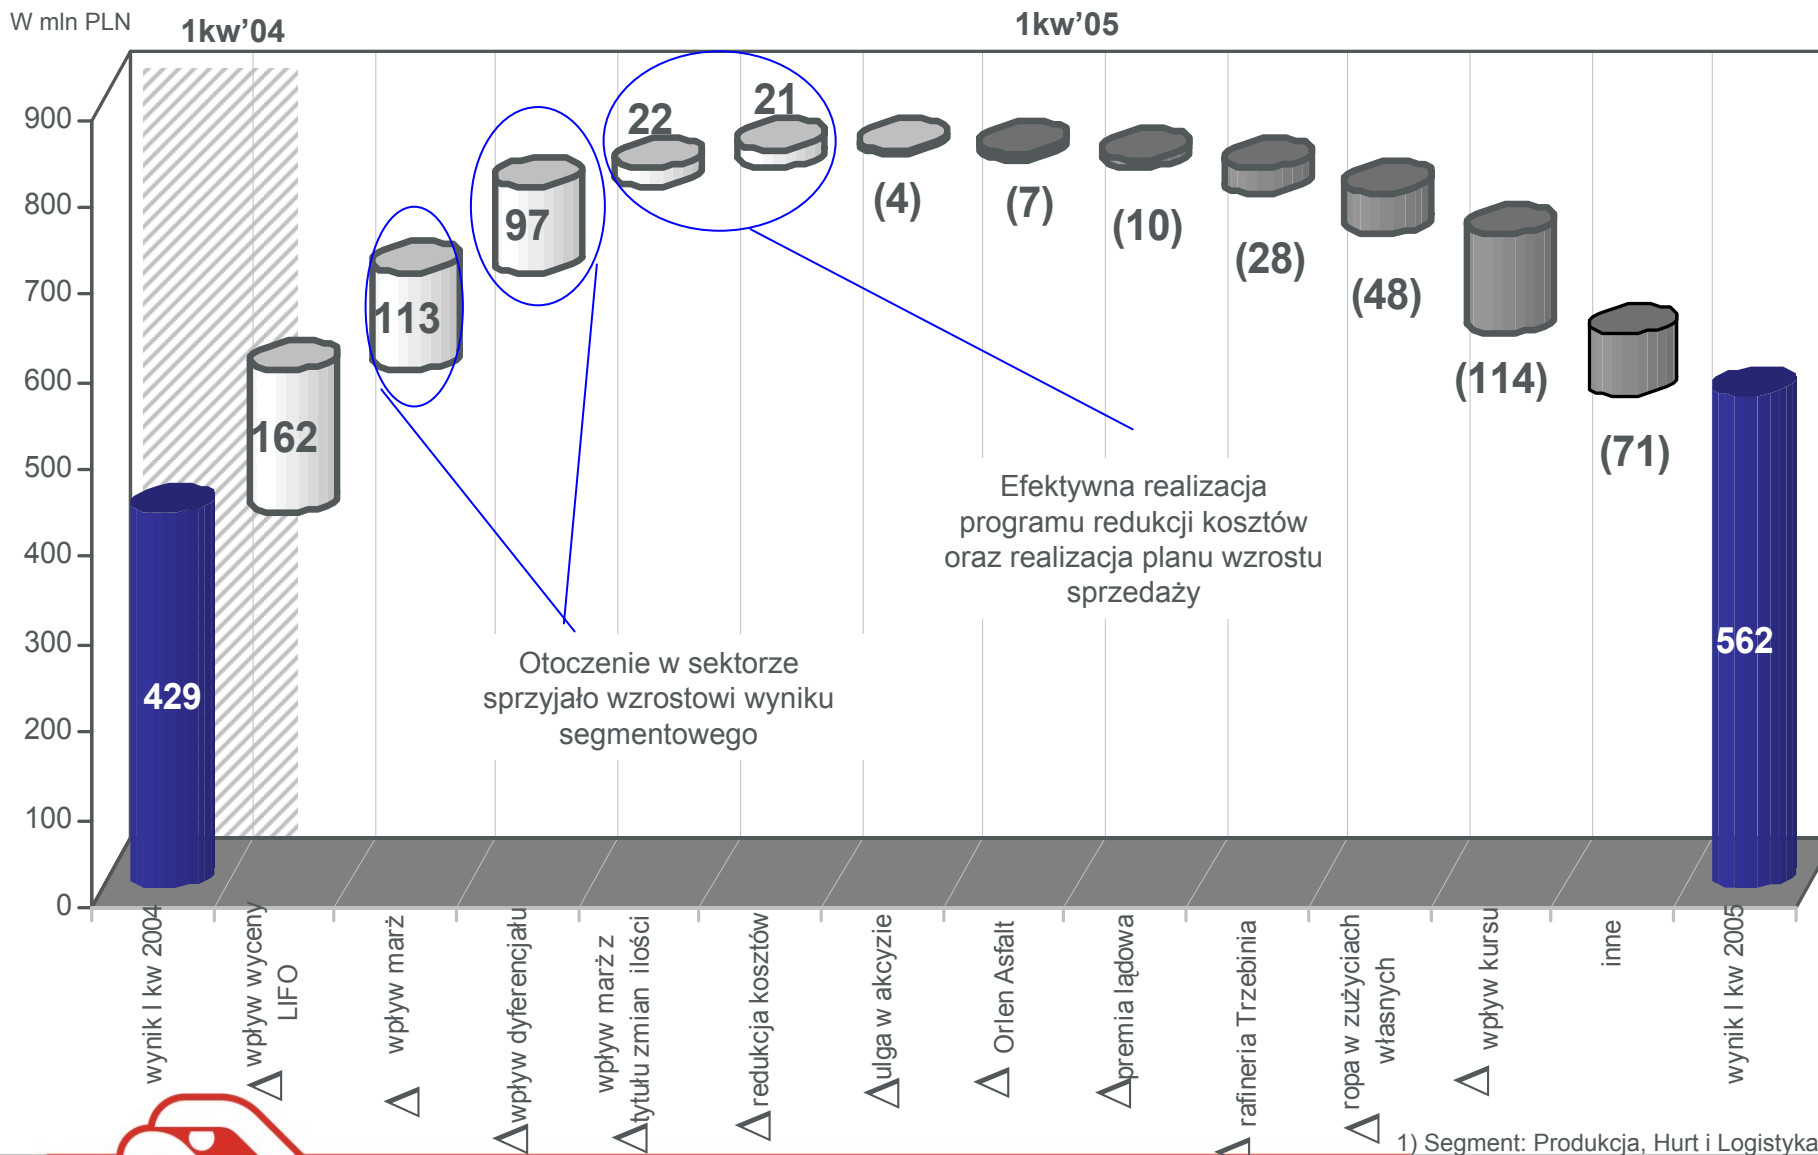 W mln PLN
1kw’04
1kw’05
900
800
700
600
500
400
300
200
100
0
429
162
113
97
22
21
(4)
(7)
(10)
(28)
(48)
(114)
(71)
562
Efektywna realizacja
programu redukcji kosztów
oraz realizacja planu wzrostu
sprzedaży
Otoczenie w sektorze
sprzyjało wzrostowi wyniku
segmentowego
wynik I kw 2004
Δ wpływ wyceny
LIFO
Δ wpływ marż
Δ wpływ dyferencjału
wpływ marż z
Δ tytułu zmian ilości
Δ redukcja kosztów
Δ ulga w akcyzie
Δ Orlen Asfalt
Δ premia lądowa
Δ rafineria Trzebinia
ropa w zużyciach
Δ własnych
Δ wpływ kursu
inne
wynik I kw 2005
1) Segment: Produkcja, Hurt i Logistyka